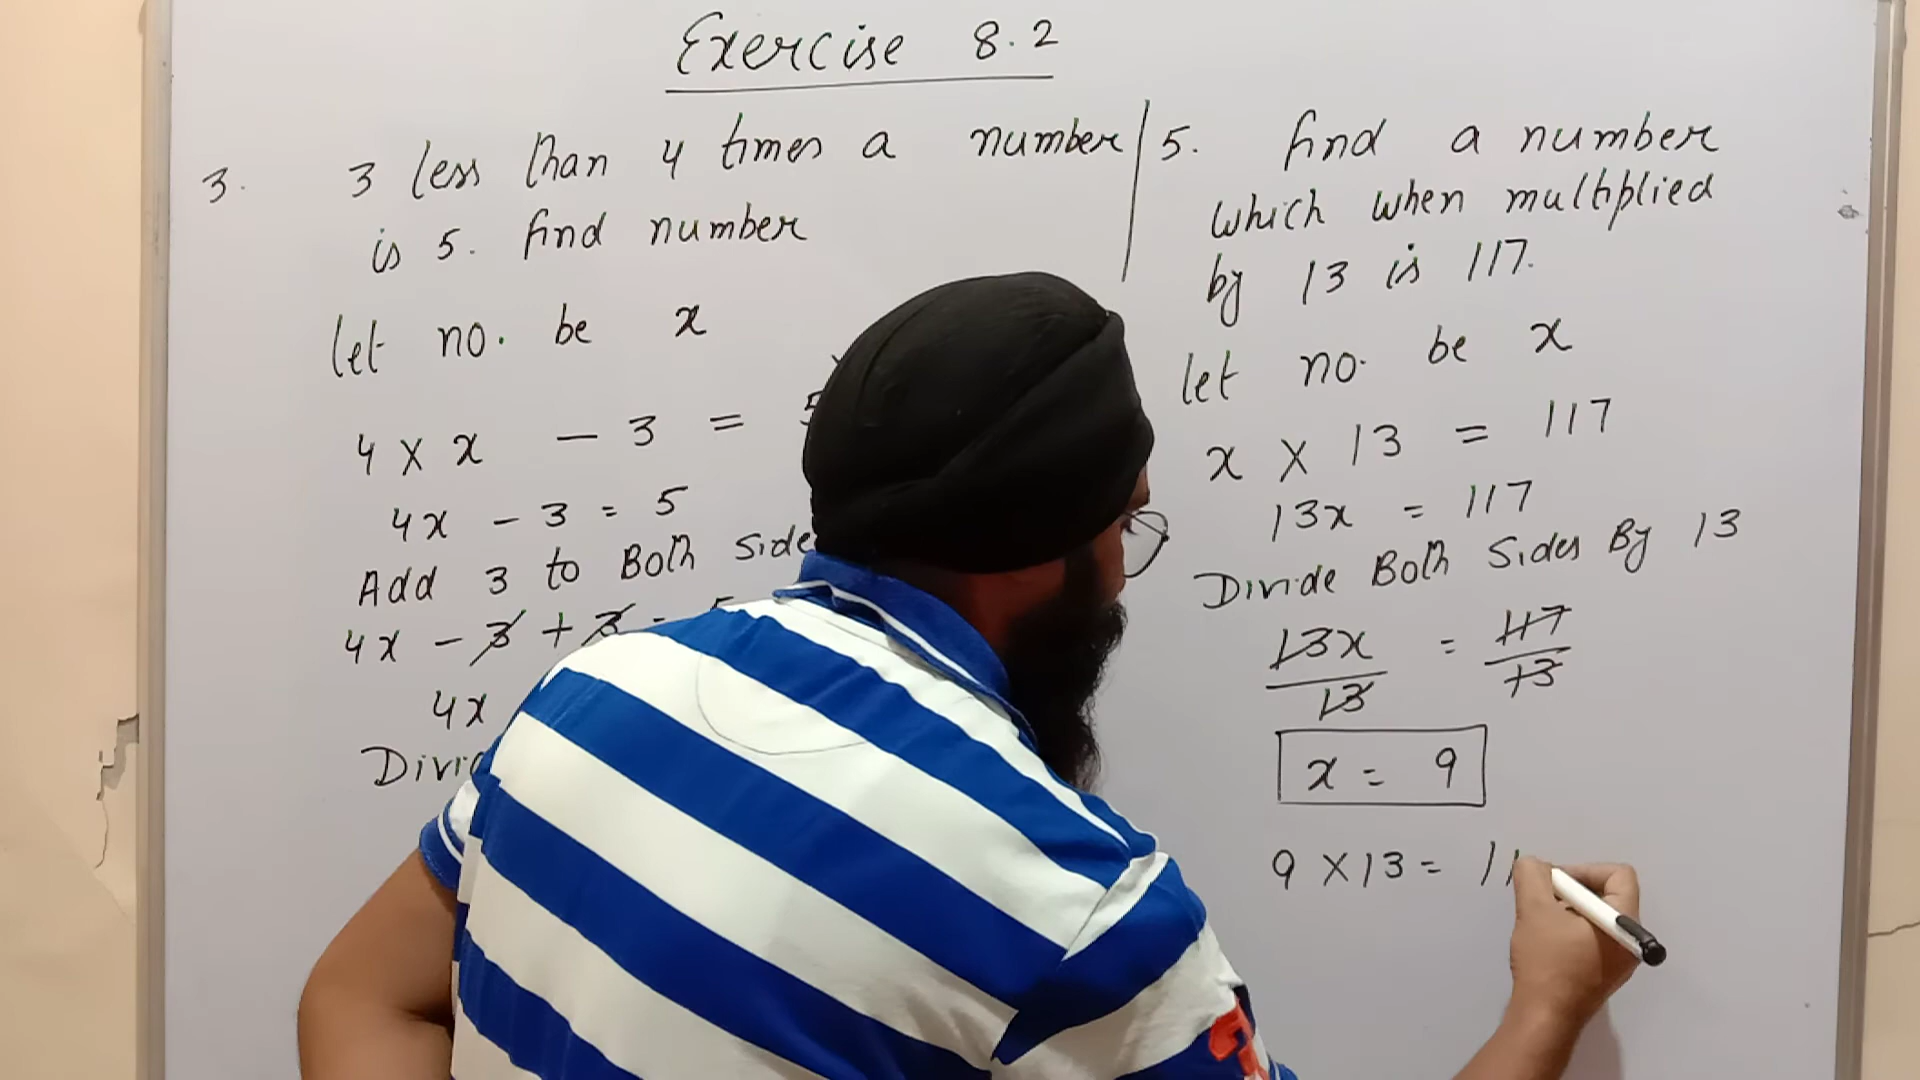 Exercise 8.2
3. 3 less than 4 times a number
is 5. find number
let no. be x
4 × x - 3 = 5
4x - 3 = 5
Add 3 to Both Side
4x - 3 + 3 =
4x
5. find a number
which when multiplied
by 13 is 117.
let no. be x
x × 13 = 117
13x = 117
Divide Both Sides By 13
13x = 117
13 13
x = 9
9 × 13 = 11